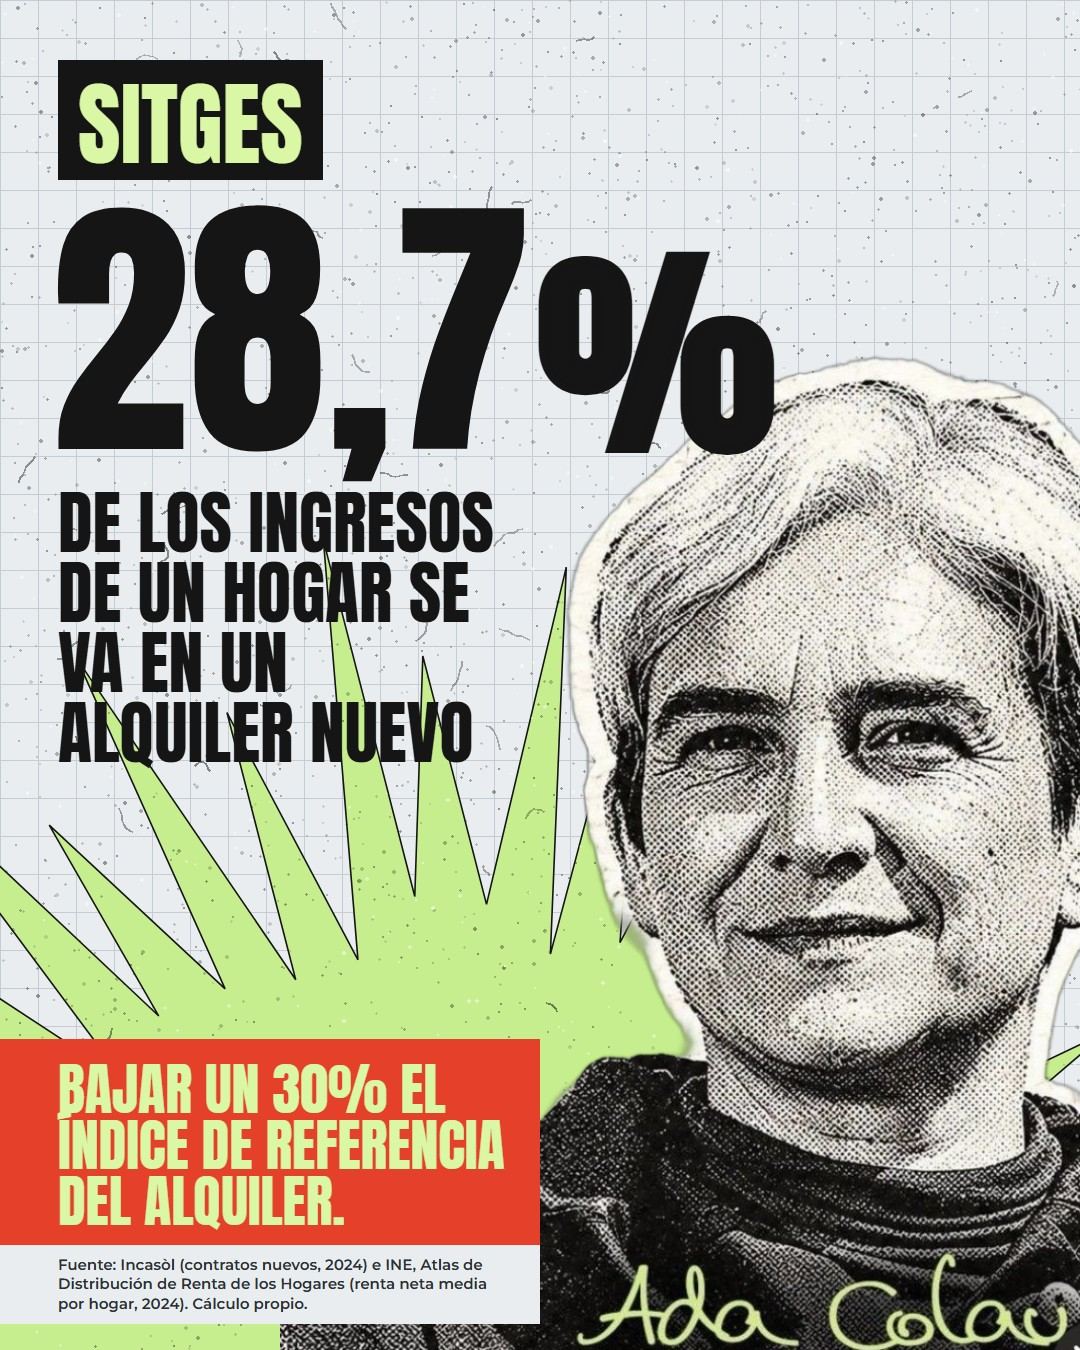 SITGES
28,7%
DE LOS INGRESOS
DE UN HOGAR SE
VA EN UN
ALQUILER NUEVO
BAJAR UN 30% EL
ÍNDICE DE REFERENCIA
DEL ALQUILER.
Fuente: Incasòl (contratos nuevos, 2024) e INE, Atlas de
Distribución de Renta de los Hogares (renta neta media
por hogar, 2024). Cálculo propio.
Ada Colau